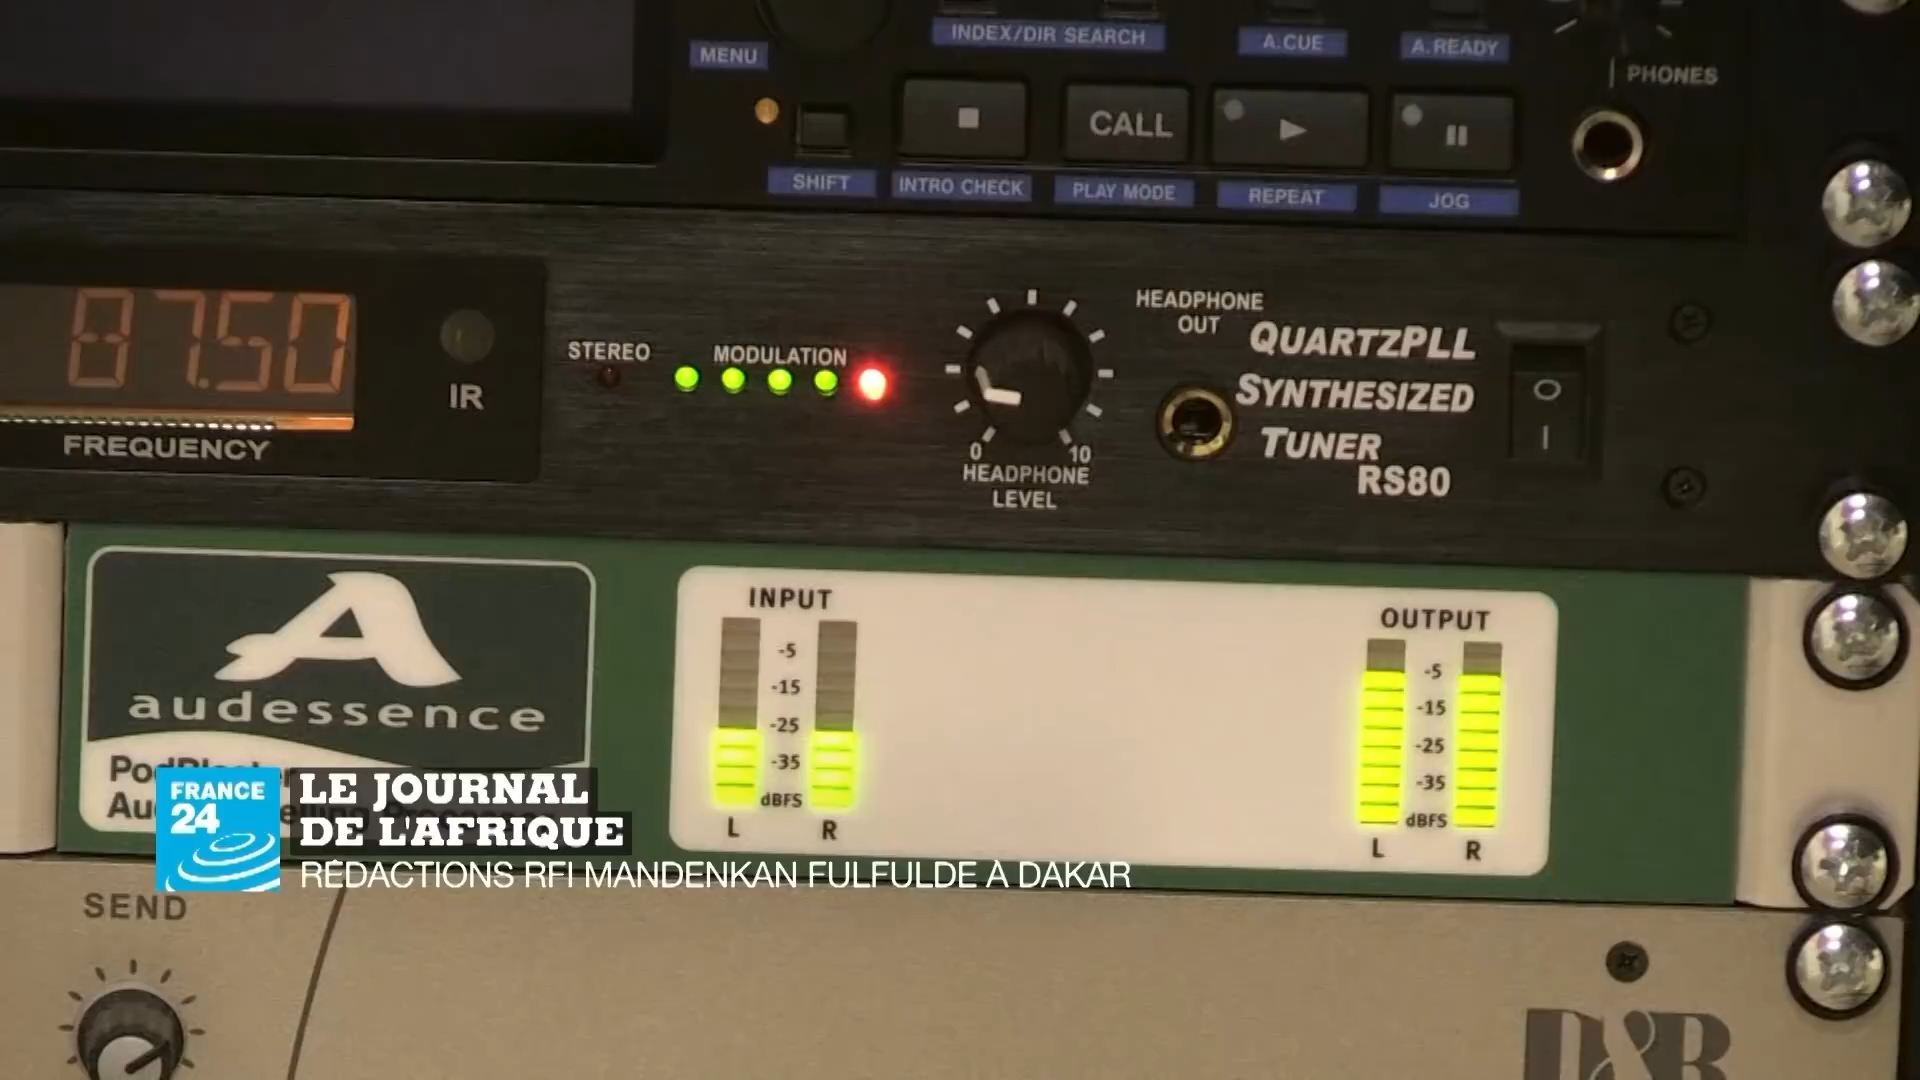 INDEX/DIR SEARCH
A.CUE
A.READY
MENU
PHONES
CALL
SHIFT
INTRO CHECK
PLAY MODE
REPEAT
JOG
87.50
IR
FREQUENCY
STEREO
MODULATION
0
10
HEADPHONE
LEVEL
HEADPHONE
OUT
QUARTZPLL
SYNTHESIZED
TUNER
RS80
audessence
INPUT
-5
-15
-25
-35
dBFS
L
R
OUTPUT
-5
-15
-25
-35
dBFS
L
R
FRANCE
24
LE JOURNAL
DE L'AFRIQUE
RÉDACTIONS RFI MANDENKAN FULFULDE À DAKAR
SEND
D&R